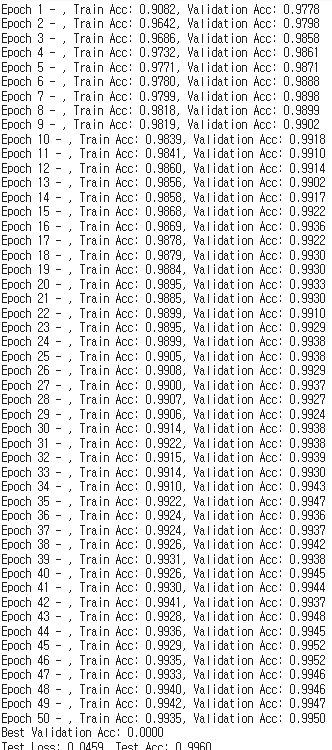 Epoch 1 - , Train Acc: 0.9082, Validation Acc: 0.9778
Epoch 2 - , Train Acc: 0.9642, Validation Acc: 0.9798
Epoch 3 - , Train Acc: 0.9686, Validation Acc: 0.9858
Epoch 4 - , Train Acc: 0.9732, Validation Acc: 0.9861
Epoch 5 - , Train Acc: 0.9771, Validation Acc: 0.9871
Epoch 6 - , Train Acc: 0.9780, Validation Acc: 0.9888
Epoch 7 - , Train Acc: 0.9799, Validation Acc: 0.9898
Epoch 8 - , Train Acc: 0.9818, Validation Acc: 0.9899
Epoch 9 - , Train Acc: 0.9819, Validation Acc: 0.9902
Epoch 10 - , Train Acc: 0.9839, Validation Acc: 0.9918
Epoch 11 - , Train Acc: 0.9841, Validation Acc: 0.9910
Epoch 12 - , Train Acc: 0.9860, Validation Acc: 0.9914
Epoch 13 - , Train Acc: 0.9856, Validation Acc: 0.9902
Epoch 14 - , Train Acc: 0.9858, Validation Acc: 0.9917
Epoch 15 - , Train Acc: 0.9868, Validation Acc: 0.9922
Epoch 16 - , Train Acc: 0.9869, Validation Acc: 0.9936
Epoch 17 - , Train Acc: 0.9878, Validation Acc: 0.9922
Epoch 18 - , Train Acc: 0.9879, Validation Acc: 0.9930
Epoch 19 - , Train Acc: 0.9884, Validation Acc: 0.9930
Epoch 20 - , Train Acc: 0.9895, Validation Acc: 0.9933
Epoch 21 - , Train Acc: 0.9885, Validation Acc: 0.9930
Epoch 22 - , Train Acc: 0.9899, Validation Acc: 0.9910
Epoch 23 - , Train Acc: 0.9895, Validation Acc: 0.9929
Epoch 24 - , Train Acc: 0.9899, Validation Acc: 0.9938
Epoch 25 - , Train Acc: 0.9905, Validation Acc: 0.9938
Epoch 26 - , Train Acc: 0.9908, Validation Acc: 0.9929
Epoch 27 - , Train Acc: 0.9900, Validation Acc: 0.9937
Epoch 28 - , Train Acc: 0.9907, Validation Acc: 0.9927
Epoch 29 - , Train Acc: 0.9906, Validation Acc: 0.9924
Epoch 30 - , Train Acc: 0.9914, Validation Acc: 0.9938
Epoch 31 - , Train Acc: 0.9922, Validation Acc: 0.9938
Epoch 32 - , Train Acc: 0.9915, Validation Acc: 0.9939
Epoch 33 - , Train Acc: 0.9914, Validation Acc: 0.9930
Epoch 34 - , Train Acc: 0.9910, Validation Acc: 0.9943
Epoch 35 - , Train Acc: 0.9922, Validation Acc: 0.9947
Epoch 36 - , Train Acc: 0.9924, Validation Acc: 0.9936
Epoch 37 - , Train Acc: 0.9924, Validation Acc: 0.9937
Epoch 38 - , Train Acc: 0.9926, Validation Acc: 0.9942
Epoch 39 - , Train Acc: 0.9931, Validation Acc: 0.9938
Epoch 40 - , Train Acc: 0.9926, Validation Acc: 0.9945
Epoch 41 - , Train Acc: 0.9930, Validation Acc: 0.9944
Epoch 42 - , Train Acc: 0.9941, Validation Acc: 0.9937
Epoch 43 - , Train Acc: 0.9928, Validation Acc: 0.9948
Epoch 44 - , Train Acc: 0.9936, Validation Acc: 0.9945
Epoch 45 - , Train Acc: 0.9929, Validation Acc: 0.9952
Epoch 46 - , Train Acc: 0.9935, Validation Acc: 0.9952
Epoch 47 - , Train Acc: 0.9933, Validation Acc: 0.9946
Epoch 48 - , Train Acc: 0.9940, Validation Acc: 0.9946
Epoch 49 - , Train Acc: 0.9942, Validation Acc: 0.9947
Epoch 50 - , Train Acc: 0.9935, Validation Acc: 0.9950
Best Validation Acc: 0.0000
Test Loss: 0.0459, Test Acc: 0.9960